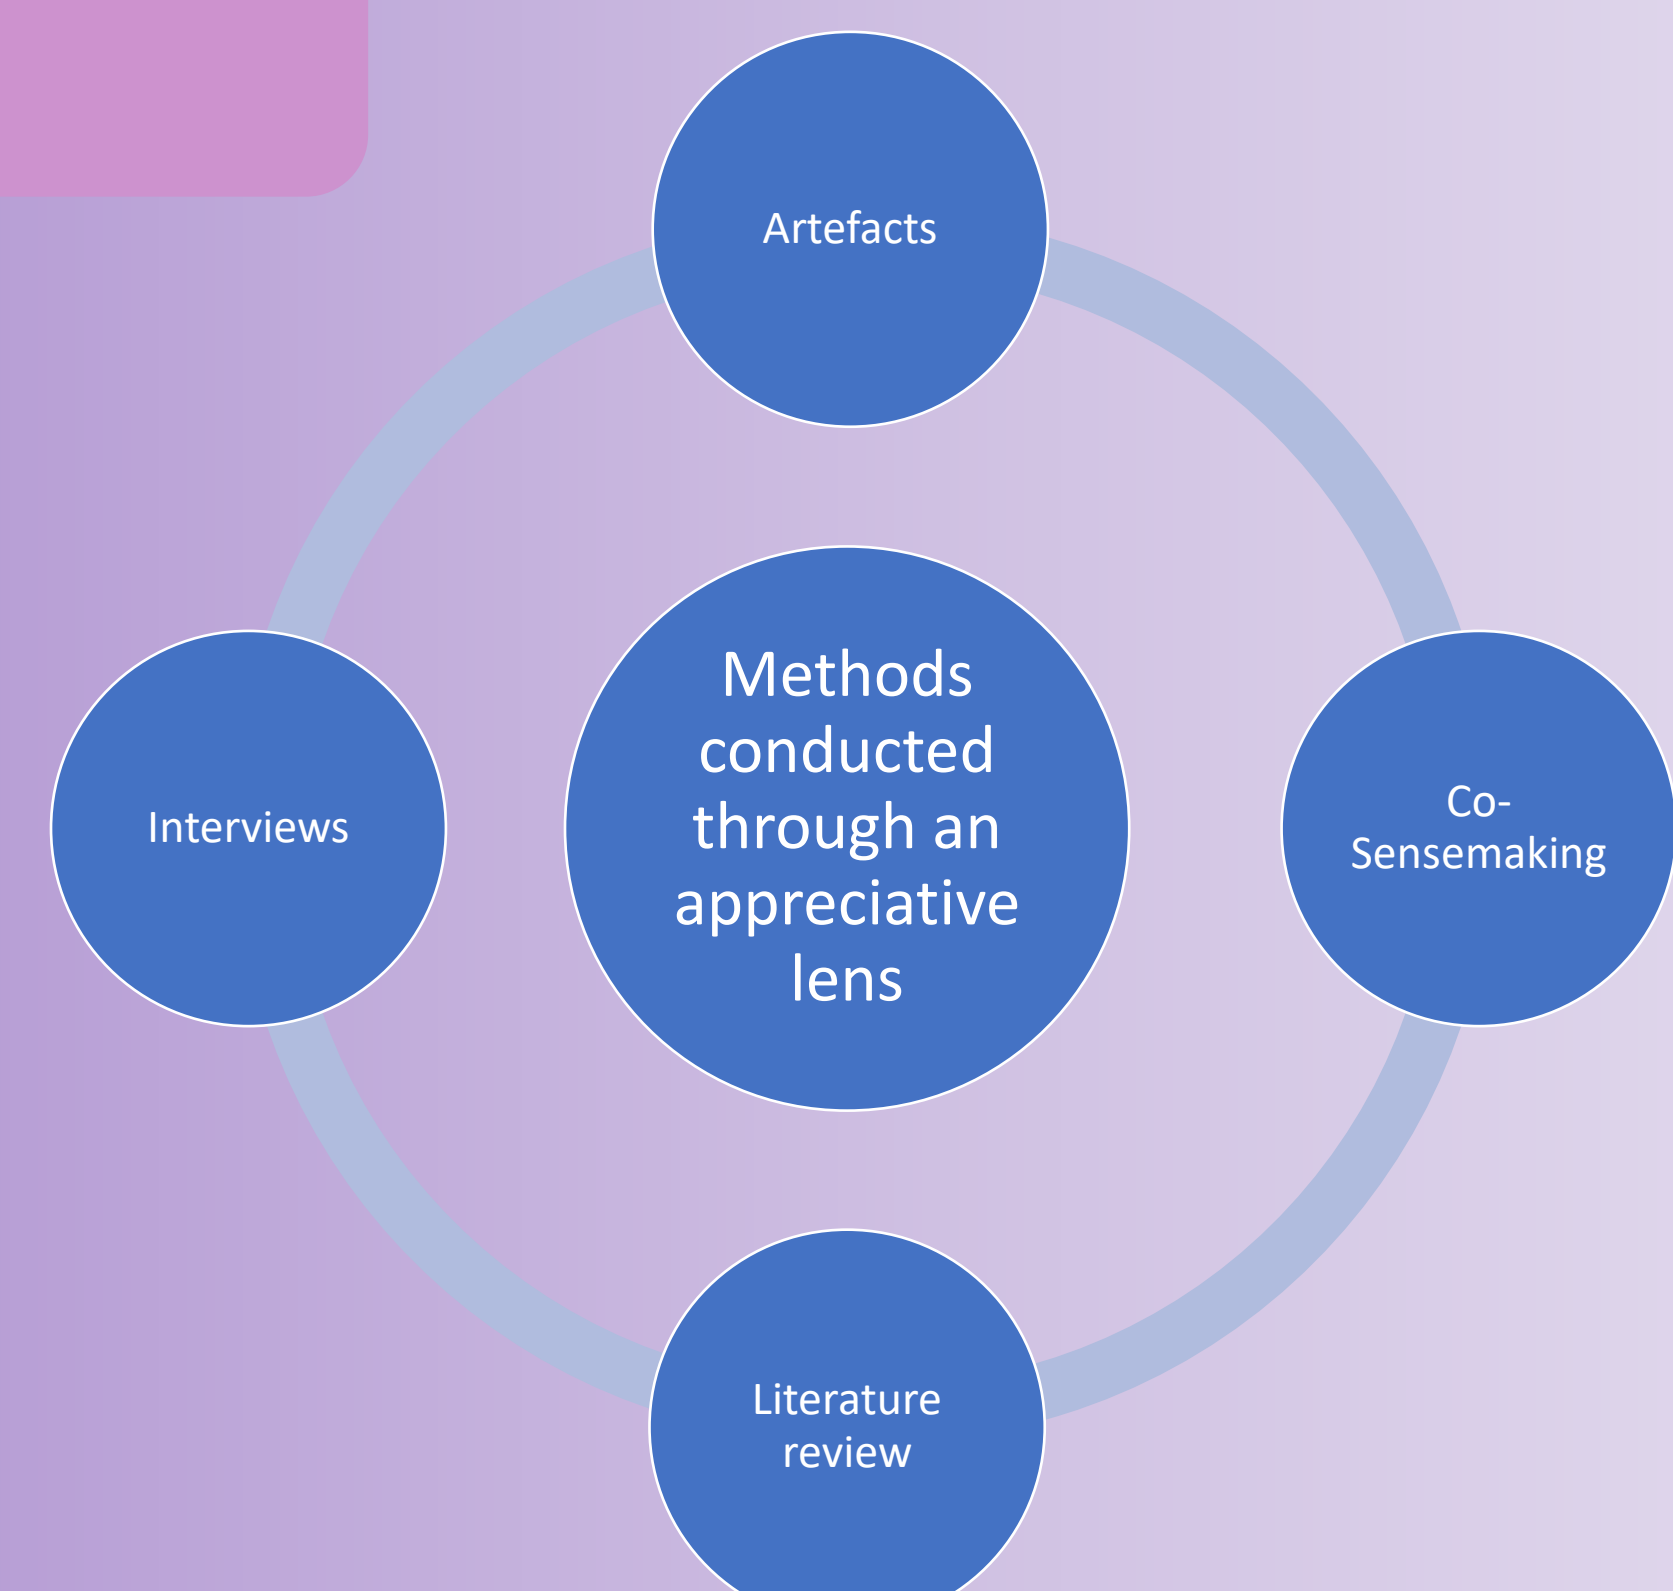 Artefacts
Methods
conducted
through an
appreciative
lens
Interviews
Co-
Sensemaking
Literature
review